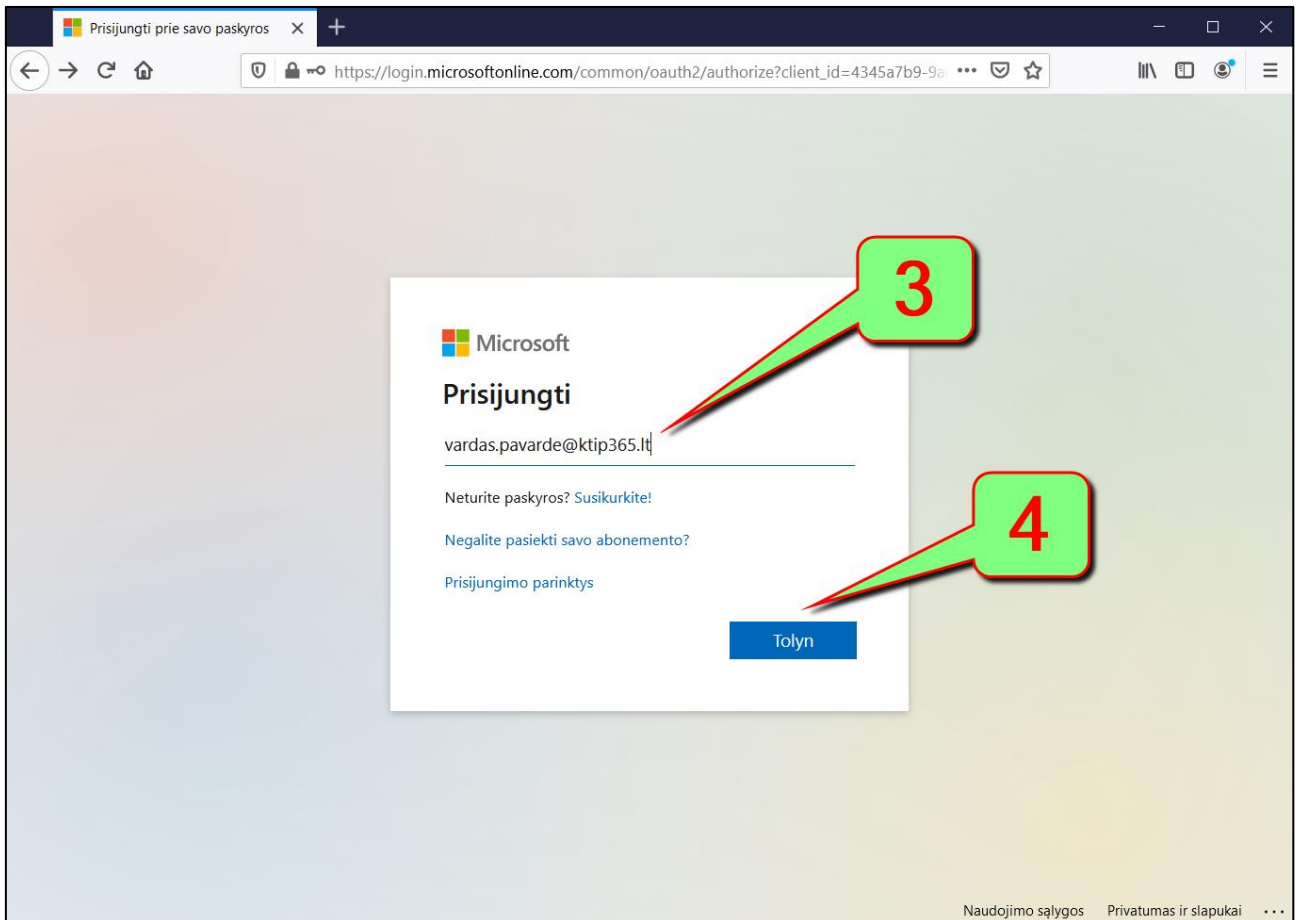 Prisijungti prie savo paskyros
https://login.microsoftonline.com/common/oauth2/authorize?client_id=4345a7b9-9a
3
Microsoft
Prisijungti
vardas.pavarde@ktip365.lt
Neturite paskyros? Susikurkite!
4
Negalite pasiekti savo abonemento?
Prisijungimo parinktys
Tolyn
Naudojimo sąlygos Privatumas ir slapukai ...